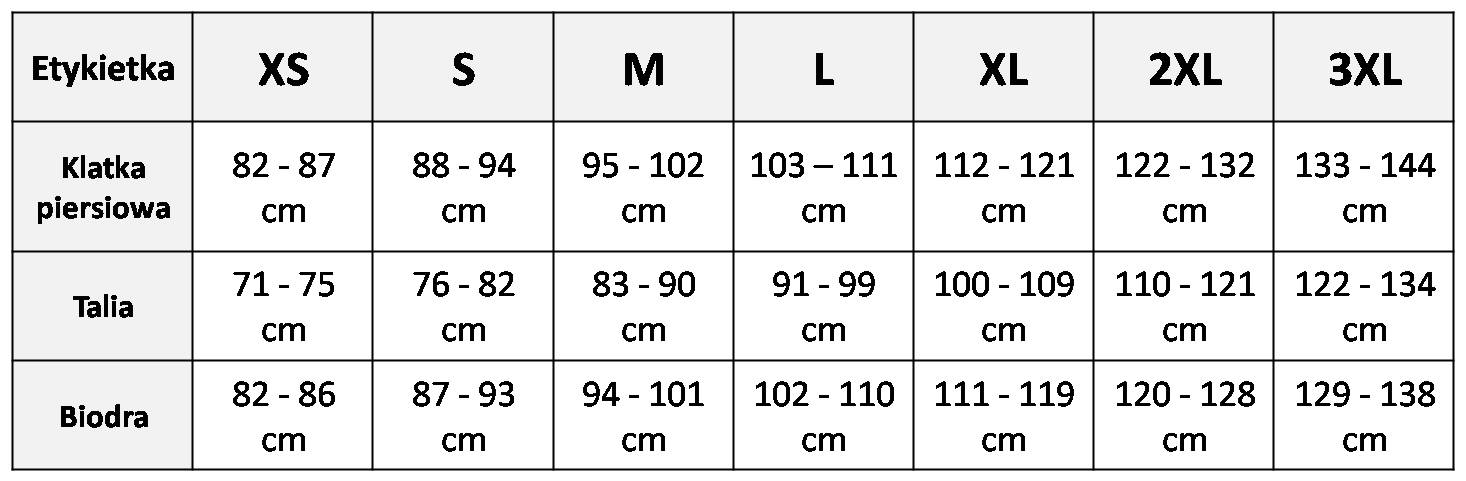 Etykietka XS S M L XL 2XL 3XL
Klatka piersiowa 82 - 87 cm 88 - 94 cm 95 - 102 cm 103 – 111 cm 112 - 121 cm 122 - 132 cm 133 - 144 cm
Talia 71 - 75 cm 76 - 82 cm 83 - 90 cm 91 - 99 cm 100 - 109 cm 110 - 121 cm 122 - 134 cm
Biodra 82 - 86 cm 87 - 93 cm 94 - 101 cm 102 - 110 cm 111 - 119 cm 120 - 128 cm 129 - 138 cm